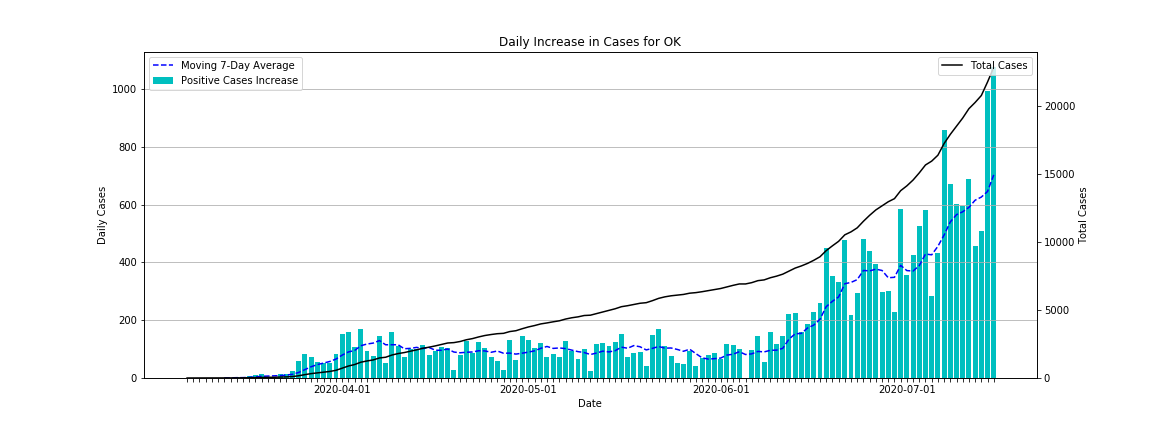 Daily Increase in Cases for OK
Moving 7-Day Average
Positive Cases Increase
Total Cases
1000
800
600
400
200
0
Daily Cases
20000
15000
10000
5000
0
Total Cases
2020-04-01
2020-05-01
2020-06-01
2020-07-01
Date